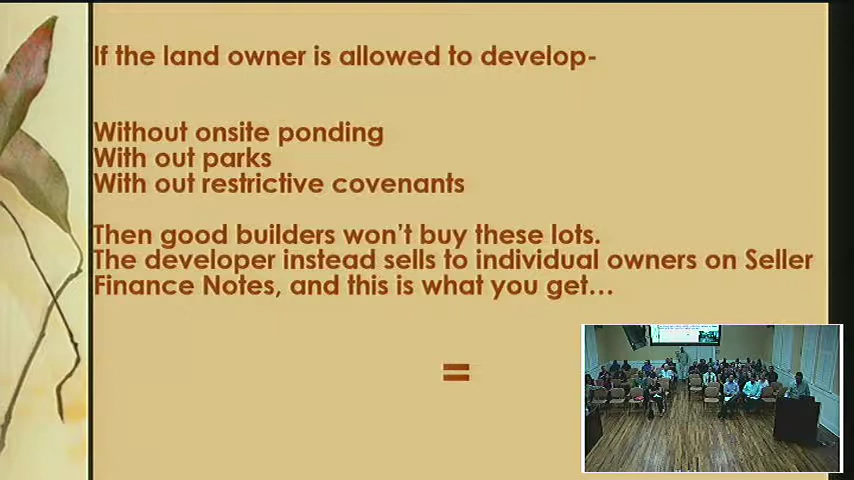 If the land owner is allowed to develop-
Without onsite ponding
With out parks
With out restrictive covenants
Then good builders won't buy these lots.
The developer instead sells to individual owners on Seller
Finance Notes, and this is what you get...
=